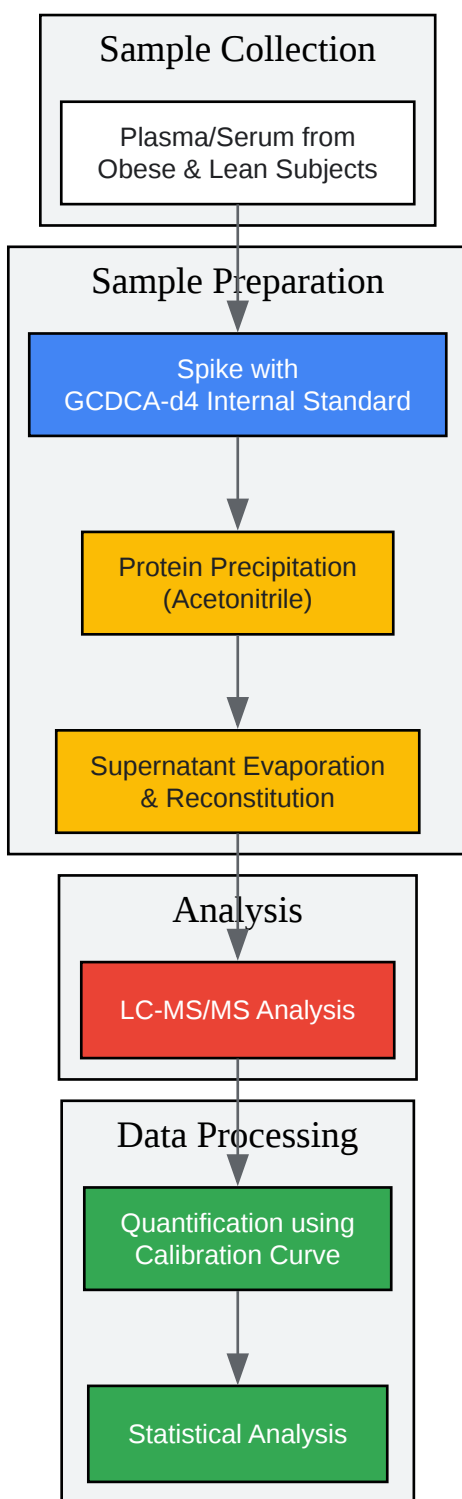 Sample Collection
Plasma/Serum from
Obese & Lean Subjects
Sample Preparation
Spike with
GCDCA-d4 Internal Standard
Protein Precipitation
(Acetonitrile)
Supernatant Evaporation
& Reconstitution
Analysis
LC-MS/MS Analysis
Data Processing
Quantification using
Calibration Curve
Statistical Analysis